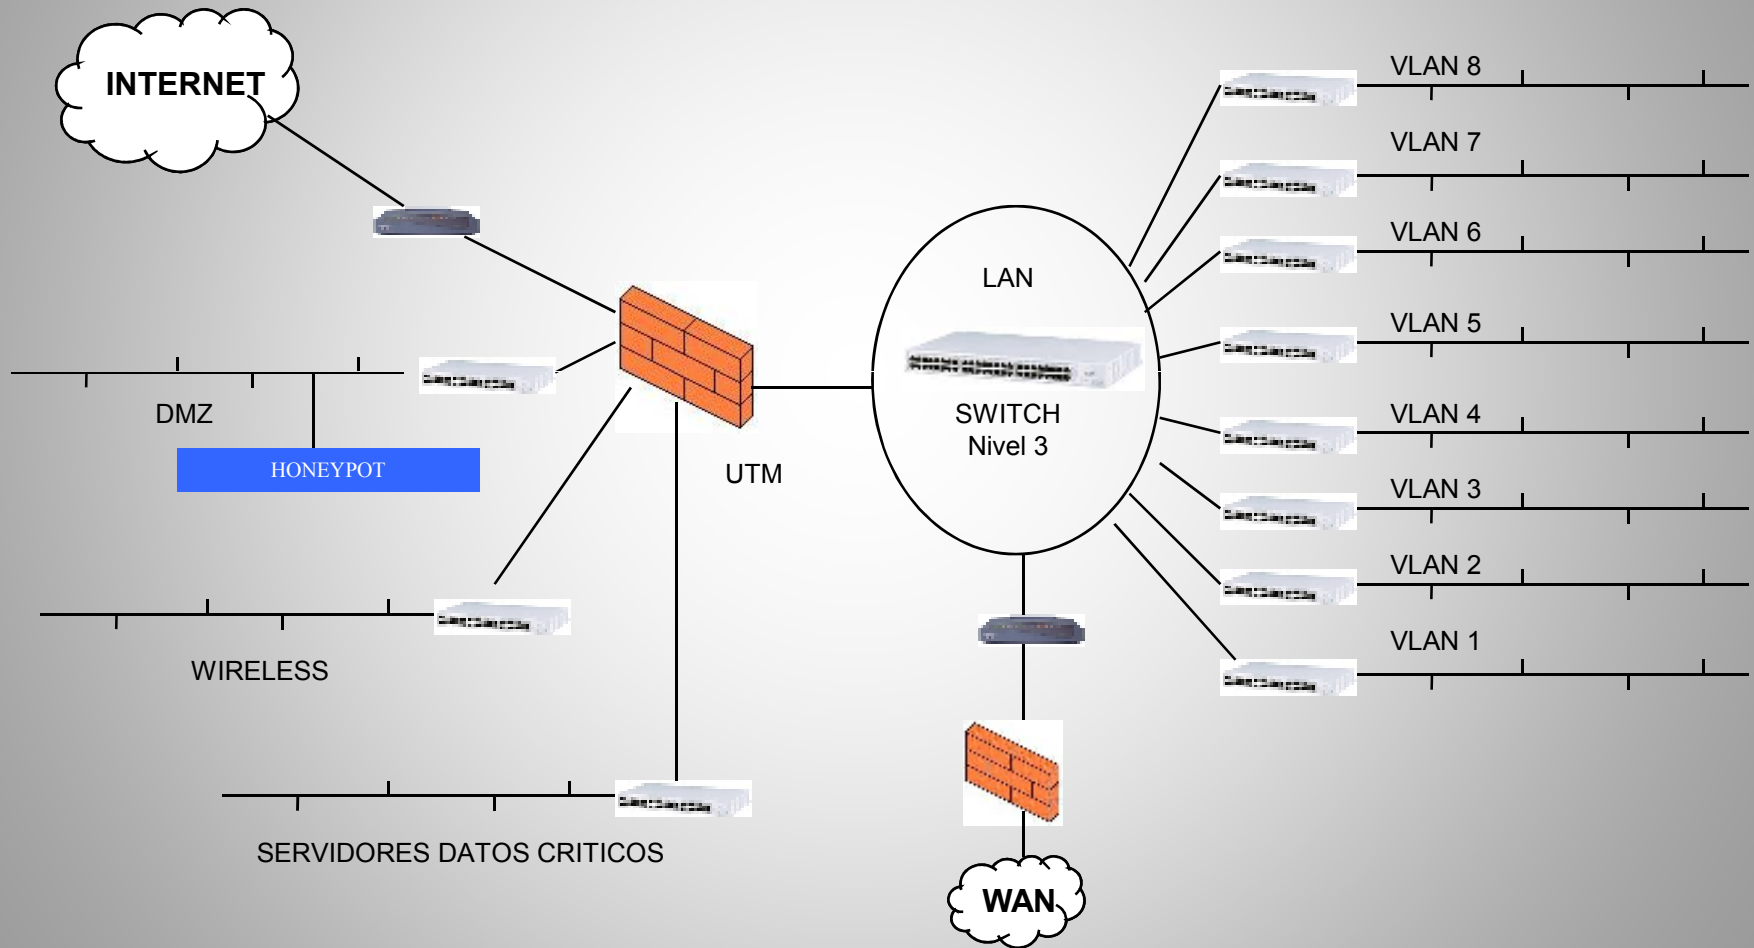 INTERNET
DMZ
HONEYPOT
WIRELESS
SERVIDORES DATOS CRITICOS
UTM
LAN
SWITCH
Nivel 3
WAN
VLAN 8
VLAN 7
VLAN 6
VLAN 5
VLAN 4
VLAN 3
VLAN 2
VLAN 1